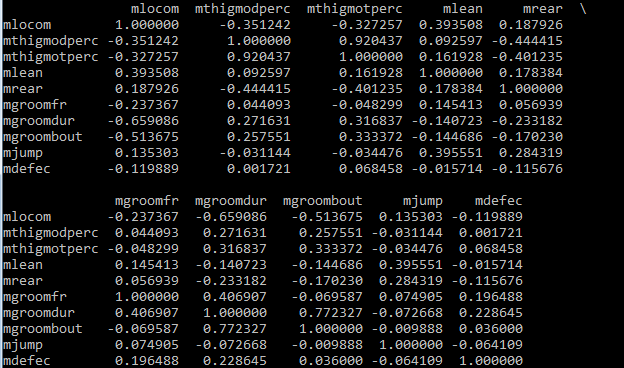 mlocom mthigmodperc mthigmotperc mlean mrear \
mlocom 1.000000 -0.351242 -0.327257 0.393508 0.187926
mthigmodperc -0.351242 1.000000 0.920437 0.092597 -0.444415
mthigmotperc -0.327257 0.920437 1.000000 0.161928 -0.401235
mlean 0.393508 0.092597 0.161928 1.000000 0.178384
mrear 0.187926 -0.444415 -0.401235 0.178384 1.000000
mgroomfr -0.237367 0.044093 -0.048299 0.145413 0.056939
mgroomdur -0.659086 0.271631 0.316837 -0.140723 -0.233182
mgroombout -0.513675 0.257551 0.333372 -0.144686 -0.170230
mjump 0.135303 -0.031144 -0.034476 0.395551 0.284319
mdefec -0.119889 0.001721 0.068458 -0.015714 -0.115676
mgroomfr mgroomdur mgroombout mjump mdefec
mlocom -0.237367 -0.659086 -0.513675 0.135303 -0.119889
mthigmodperc 0.044093 0.271631 0.257551 -0.031144 0.001721
mthigmotperc -0.048299 0.316837 0.333372 -0.034476 0.068458
mlean 0.145413 -0.140723 -0.144686 0.395551 -0.015714
mrear 0.056939 -0.233182 -0.170230 0.284319 -0.115676
mgroomfr 1.000000 0.406907 -0.069587 0.074905 0.196488
mgroomdur 0.406907 1.000000 0.772327 -0.072668 0.228645
mgroombout -0.069587 0.772327 1.000000 -0.009888 0.036000
mjump 0.074905 -0.072668 -0.009888 1.000000 -0.064109
mdefec 0.196488 0.228645 0.036000 -0.064109 1.000000